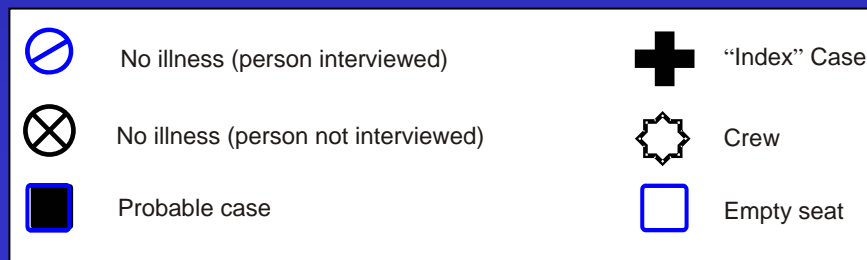 No illness (person interviewed)
“Index” Case
No illness (person not interviewed)
Crew
Probable case
Empty seat